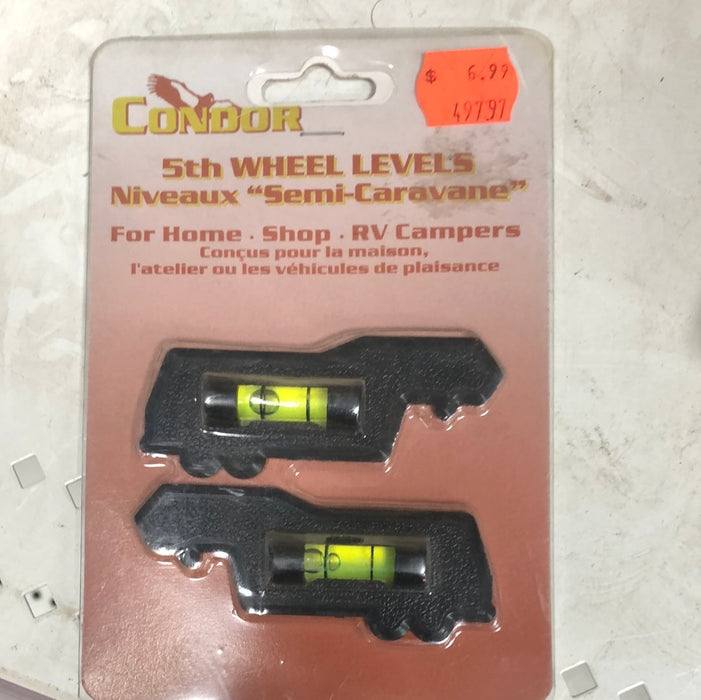 $ 6.99
49797
CONDOR
5th WHEEL LEVELS
Niveaux “Semi-Caravane”
For Home · Shop · RV Campers
Conçus pour la maison,
l'atelier ou les véhicules de plaisance